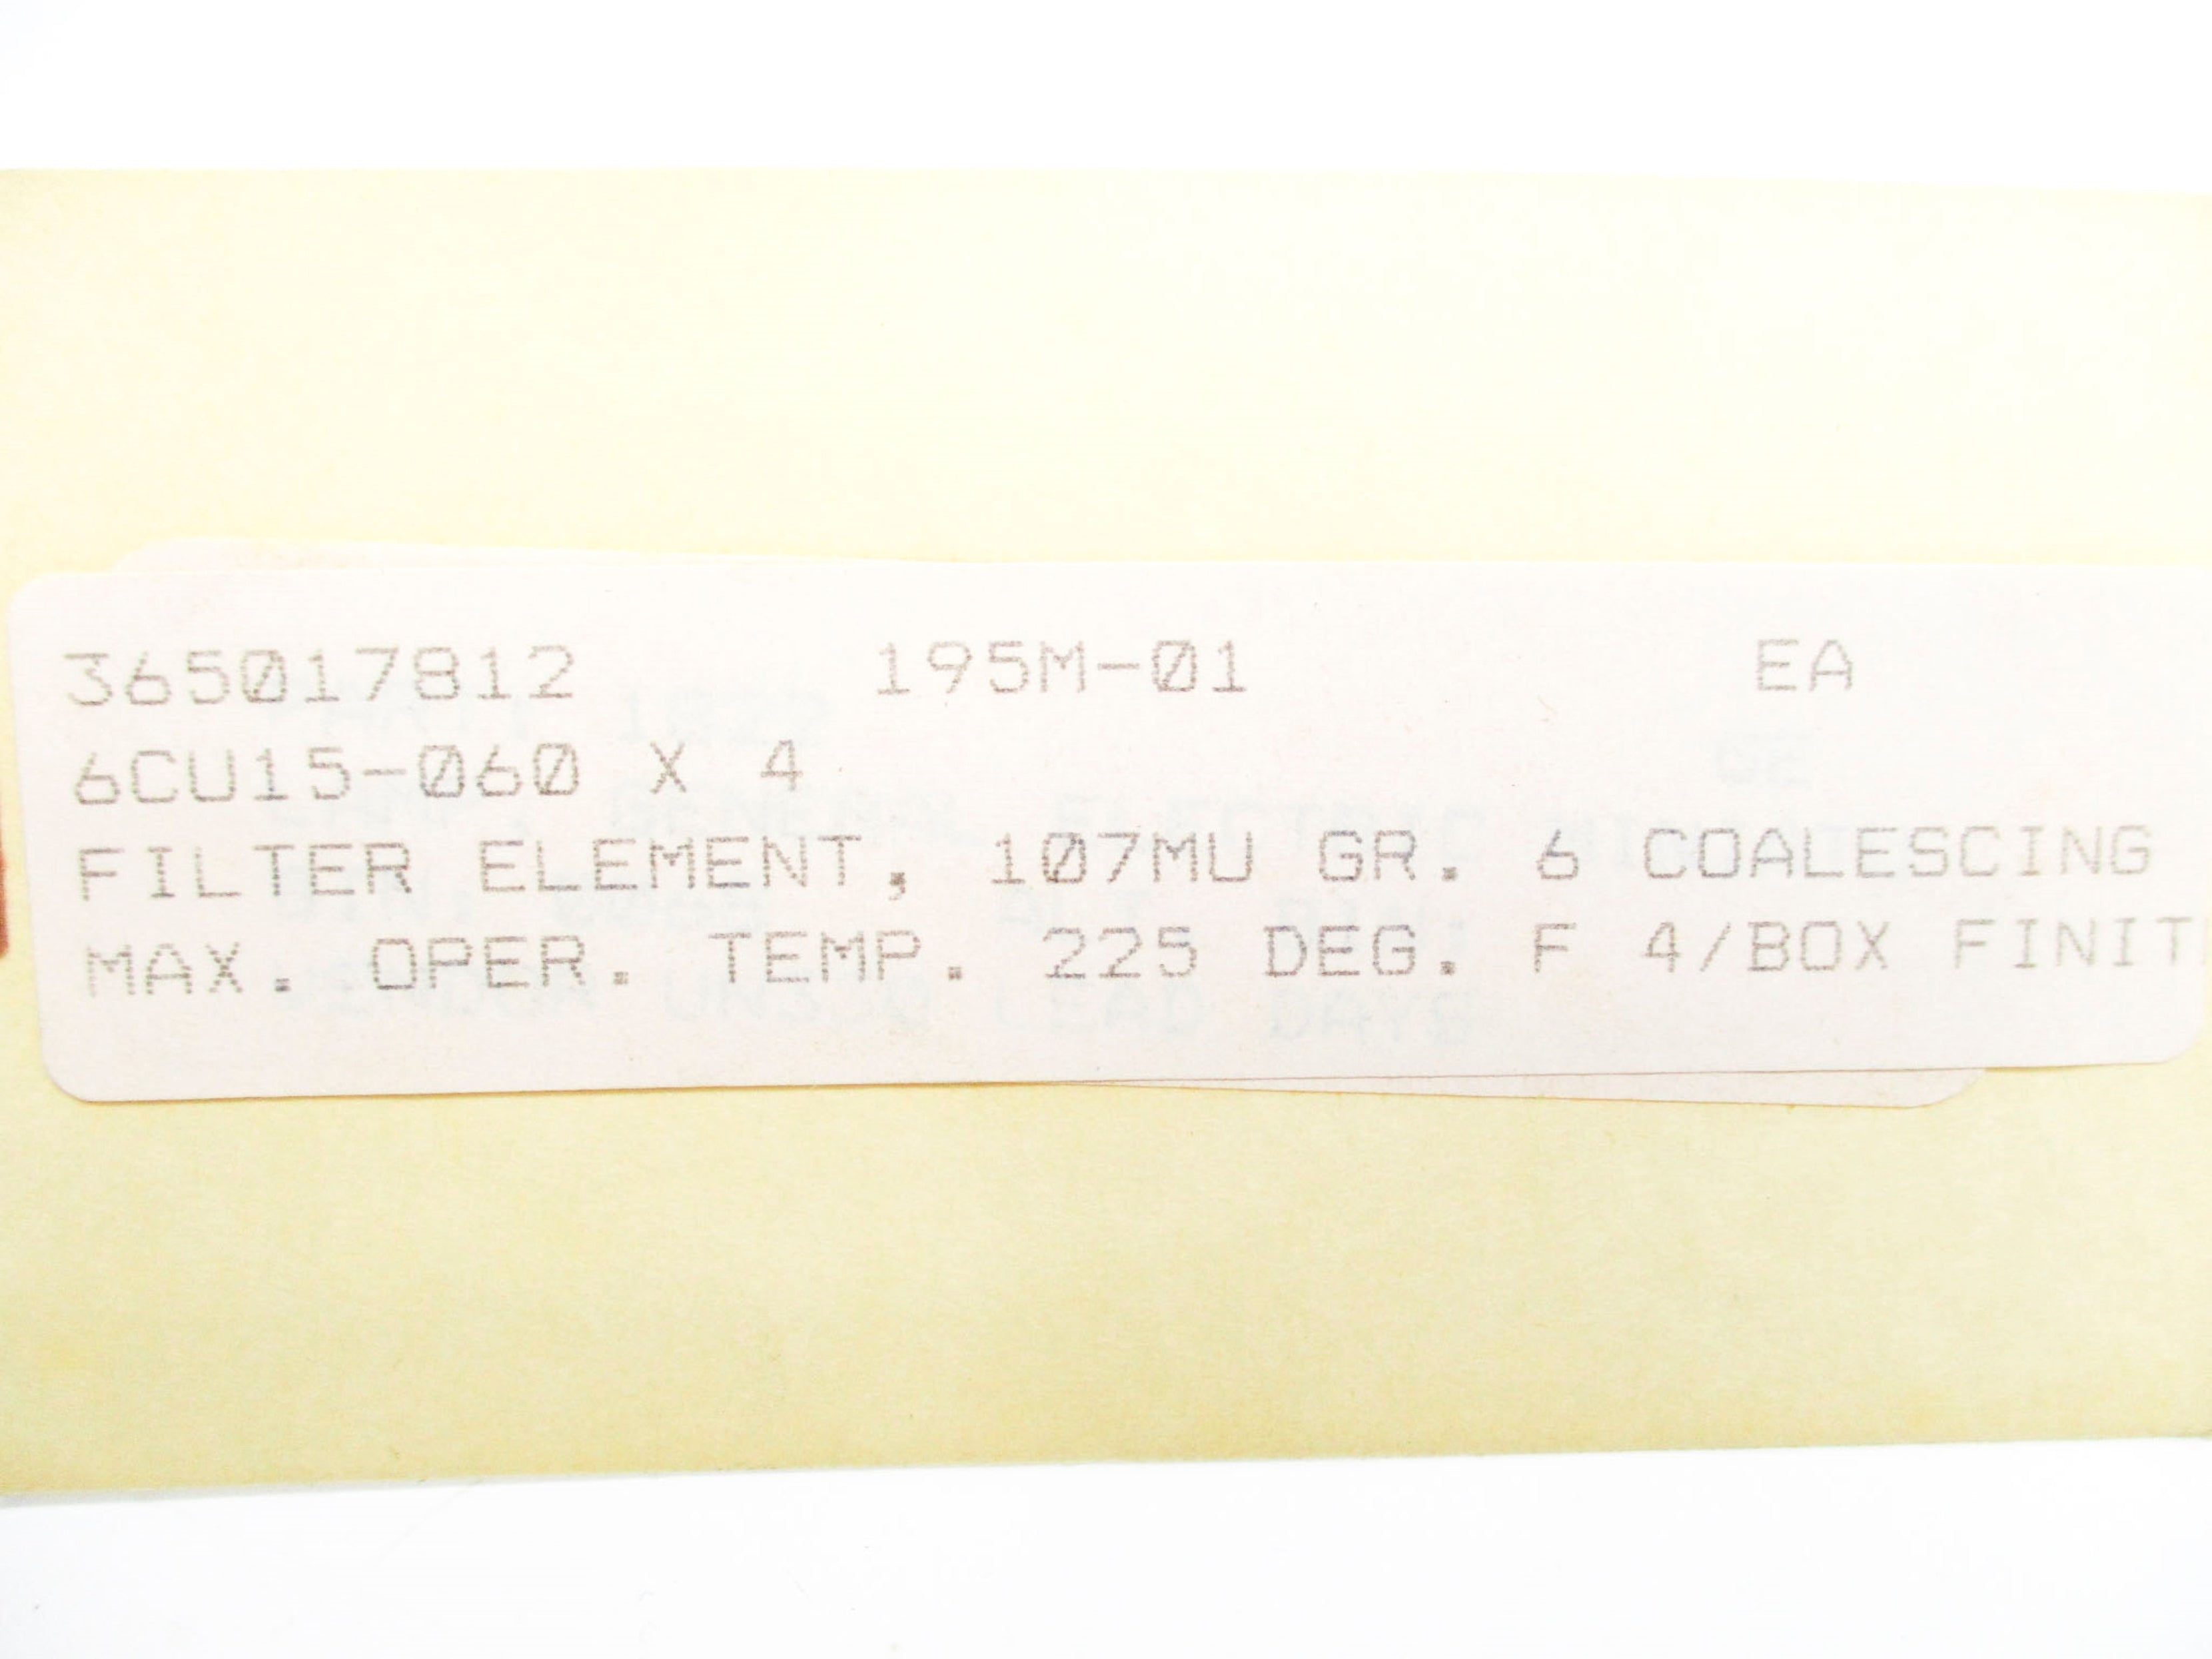 365017812 195M-01 EA
6CU15-060 X 4
FILTER ELEMENT, 107MU GR. 6 COALESCING
MAX. OPER. TEMP. 225 DEG. F 4/BOX FINIT